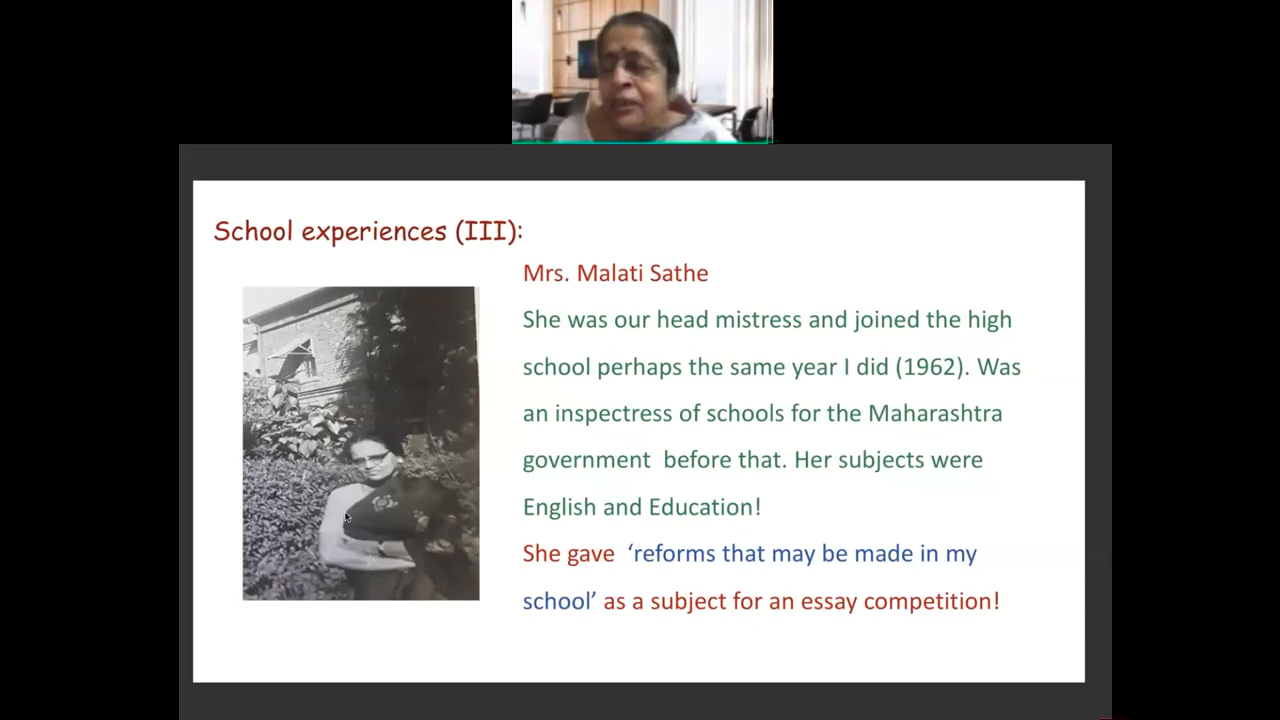 School experiences (III):
Mrs. Malati Sathe
She was our head mistress and joined the high
school perhaps the same year I did (1962). Was
an inspectress of schools for the Maharashtra
government  before that. Her subjects were
English and Education!
She gave  ‘reforms that may be made in my
school’ as a subject for an essay competition!